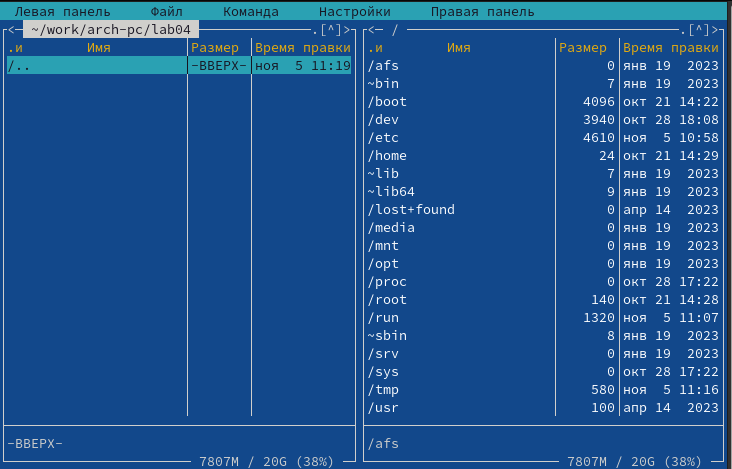 Левая панель Файл Команда Настройки Правая панель
<- ~/work/arch-pc/lab04 .[^]>
.и Имя Размер Время правки
/.. -ВВЕРХ- ноя 5 11:19
-ВВЕРХ-
7807M / 20G (38%)
<- / .[^]>
.и Имя Размер Время правки
/afs 0 янв 19 2023
~bin 7 янв 19 2023
/boot 4096 окт 21 14:22
/dev 3940 окт 28 18:08
/etc 4610 ноя 5 10:58
/home 24 окт 21 14:29
~lib 7 янв 19 2023
~lib64 9 янв 19 2023
/lost+found 0 апр 14 2023
/media 0 янв 19 2023
/mnt 0 янв 19 2023
/opt 0 янв 19 2023
/proc 0 окт 28 17:22
/root 140 окт 21 14:28
/run 1320 ноя 5 11:07
~sbin 8 янв 19 2023
/srv 0 янв 19 2023
/sys 0 окт 28 17:22
/tmp 580 ноя 5 11:16
/usr 100 апр 14 2023
/afs
7807M / 20G (38%)